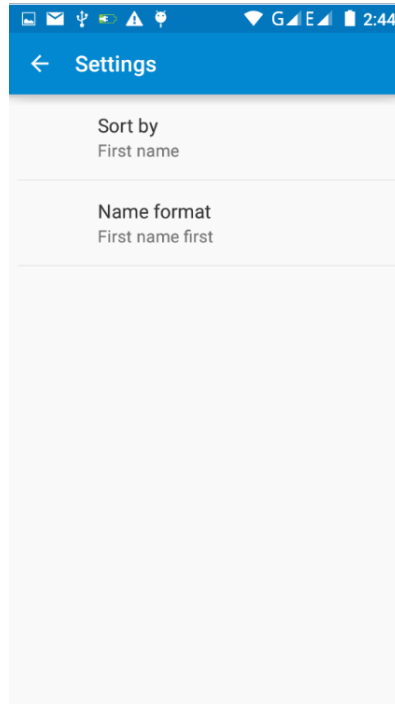 G E 2:44
Settings
Sort by
First name
Name format
First name first